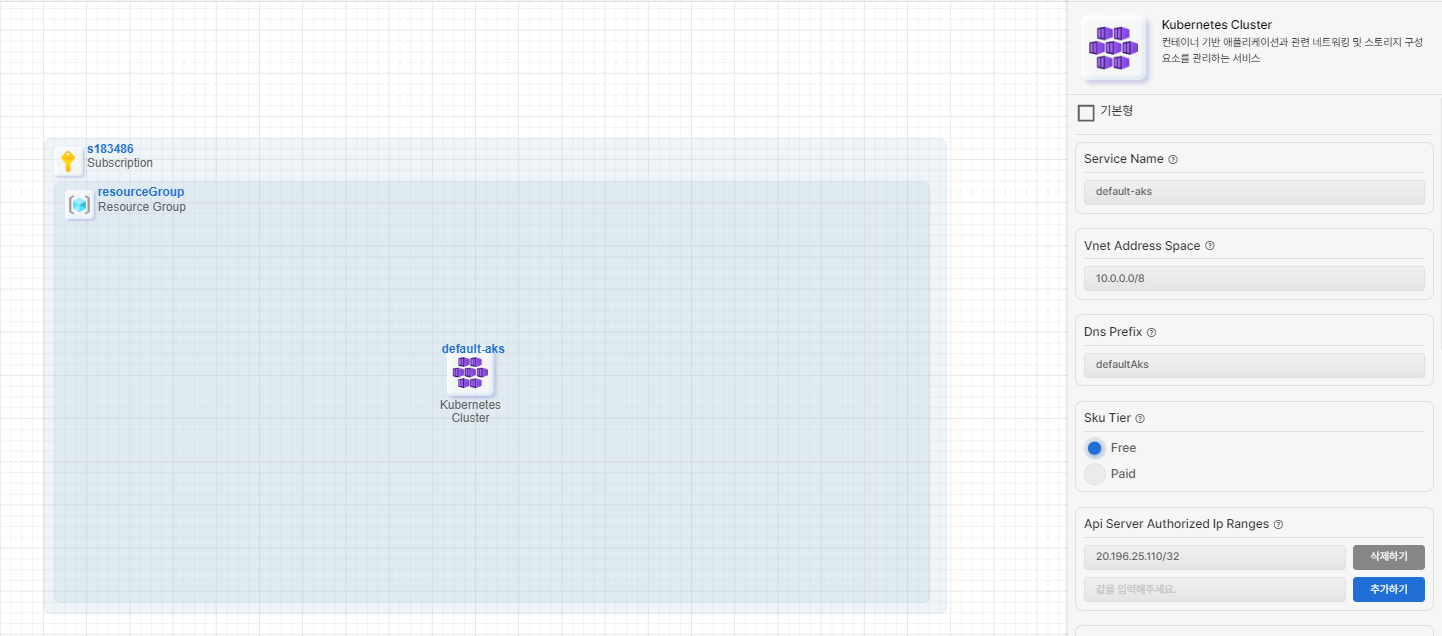 s183486
Subscription
resourceGroup
Resource Group
default-aks
Kubernetes
Cluster
Kubernetes Cluster
컨테이너 기반 애플리케이션과 관련 네트워킹 및 스토리지 구성
요소를 관리하는 서비스
기본형
Service Name
default-aks
Vnet Address Space
10.0.0.0/8
Dns Prefix
defaultAks
Sku Tier
Free
Paid
Api Server Authorized Ip Ranges
20.196.25.110/32 삭제하기
값을 입력해주세요. 추가하기